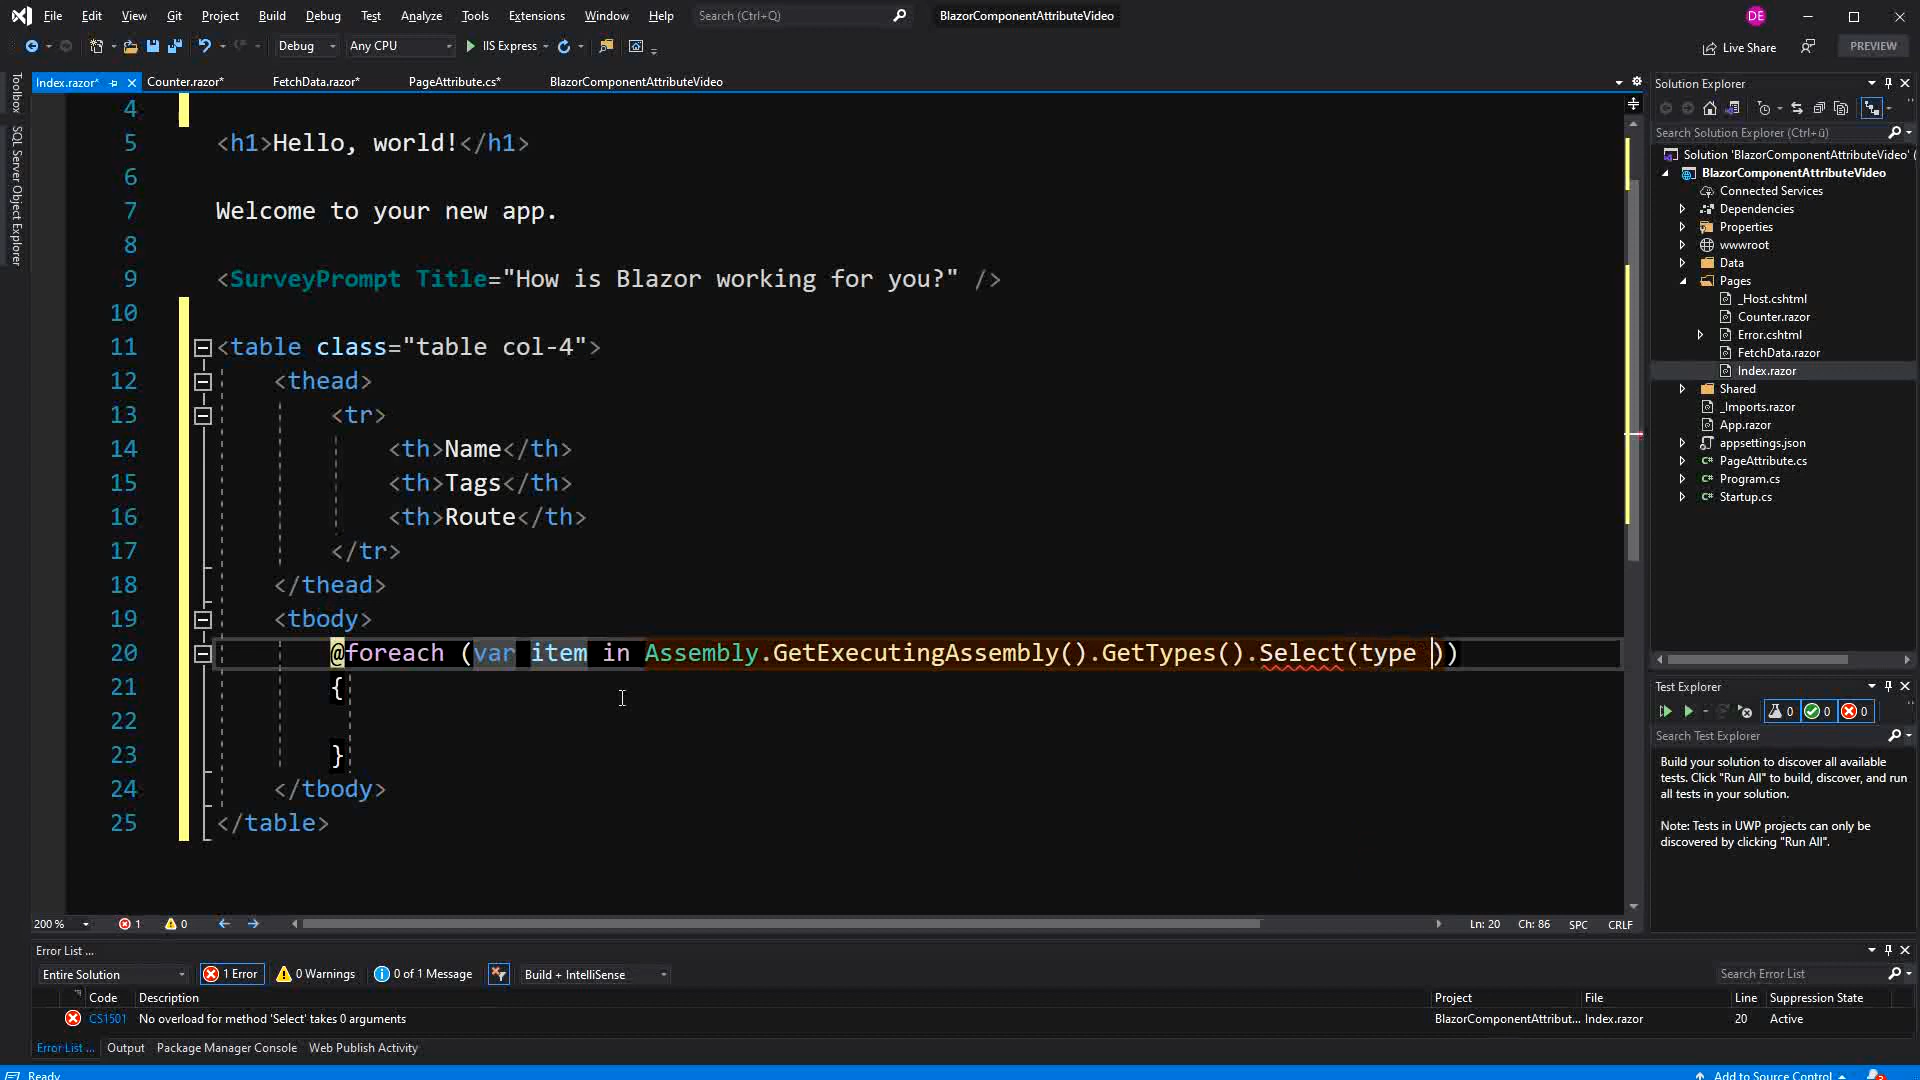 File Edit View Git Project Build Debug Test Analyze Tools Extensions Window Help Search (Ctrl+Q) BlazorComponentAttributeVideo DE
Debug Any CPU IIS Express Live Share PREVIEW
Toolbox
SQL Server Object Explorer
Index.razor* Counter.razor* FetchData.razor* PageAttribute.cs* BlazorComponentAttributeVideo
4
5 <h1>Hello, world!</h1>
6
7 Welcome to your new app.
8
9 <SurveyPrompt Title="How is Blazor working for you?" />
10
11 <table class="table col-4">
12 <thead>
13 <tr>
14 <th>Name</th>
15 <th>Tags</th>
16 <th>Route</th>
17 </tr>
18 </thead>
19 <tbody>
20 @foreach (var item in Assembly.GetExecutingAssembly().GetTypes().Select(type ))
21 {
22
23 }
24 </tbody>
25 </table>
200 % 1 0 Ln: 20 Ch: 86 SPC CRLF
Solution Explorer
Search Solution Explorer (Ctrl+ü)
Solution 'BlazorComponentAttributeVideo' (
BlazorComponentAttributeVideo
Connected Services
Dependencies
Properties
wwwroot
Data
Pages
_Host.cshtml
Counter.razor
Error.cshtml
FetchData.razor
Index.razor
Shared
_Imports.razor
App.razor
appsettings.json
C# PageAttribute.cs
C# Program.cs
C# Startup.cs
Test Explorer
0 0 0
Search Test Explorer
Build your solution to discover all available
tests. Click "Run All" to build, discover, and run
all tests in your solution.
Note: Tests in UWP projects can only be
discovered by clicking "Run All".
Error List ...
Entire Solution 1 Error 0 Warnings 0 of 1 Message Build + IntelliSense Search Error List
Code Description Project File Line Suppression State
CS1501 No overload for method 'Select' takes 0 arguments BlazorComponentAttribut... Index.razor 20 Active
Error List ... Output Package Manager Console Web Publish Activity
Ready Add to Source Control